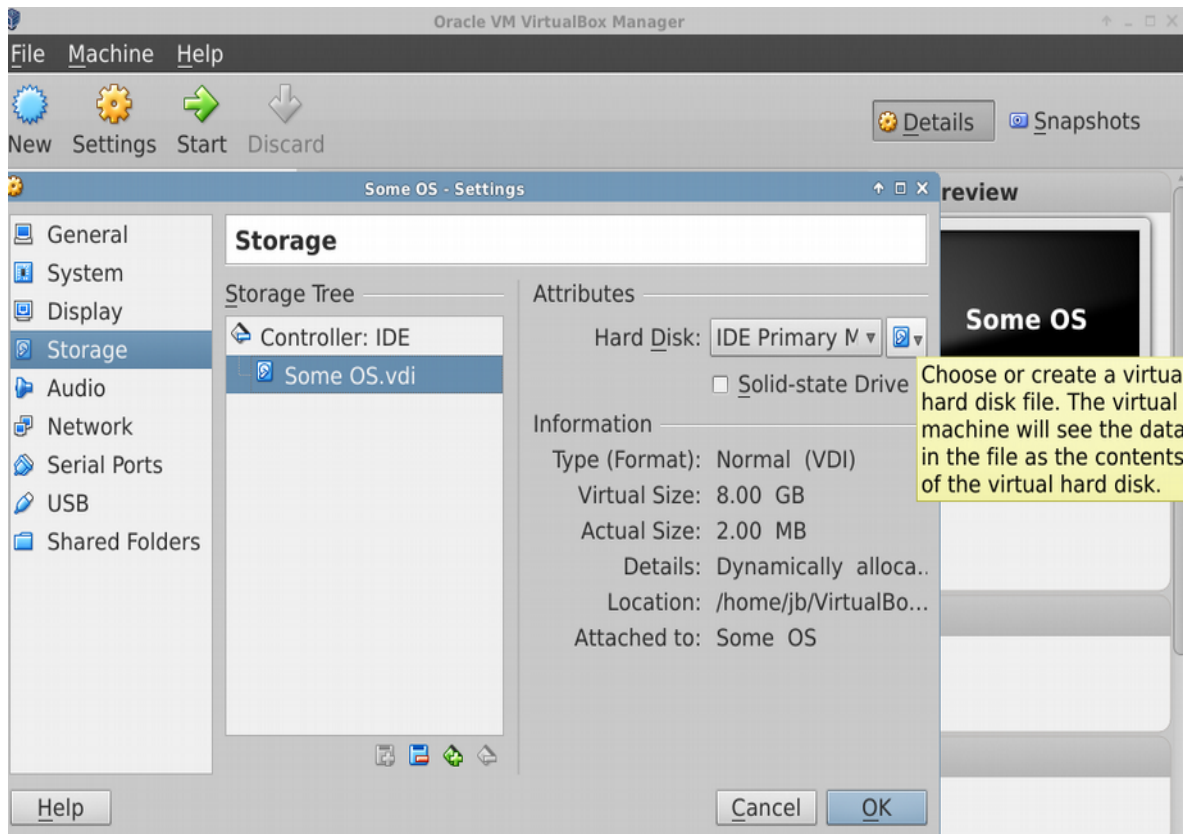 Oracle VM VirtualBox Manager
File Machine Help
New Settings Start Discard
Details Snapshots
Some OS - Settings
review
General
System
Display
Storage
Audio
Network
Serial Ports
USB
Shared Folders
Storage
Storage Tree
Controller: IDE
Some OS.vdi
Attributes
Hard Disk: IDE Primary M
Solid-state Drive
Information
Type (Format): Normal (VDI)
Virtual Size: 8.00 GB
Actual Size: 2.00 MB
Details: Dynamically alloca..
Location: /home/jb/VirtualBo...
Attached to: Some OS
Some OS
Choose or create a virtua
hard disk file. The virtual
machine will see the data
in the file as the contents
of the virtual hard disk.
Help
Cancel OK